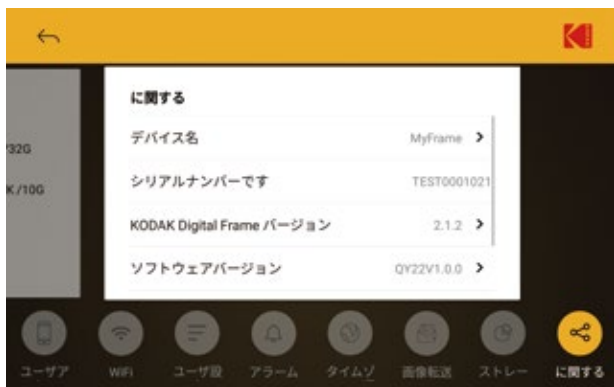 に関する
/32G
デバイス名 MyFrame
シリアルナンバーです TEST0001021
K/10G
KODAK Digital Frame バージョン 2.1.2
ソフトウェアバージョン QY22V1.0.0
ユーザア WiFi ユーザ設 アラーム タイムゾ 画像転送 ストレー に関する